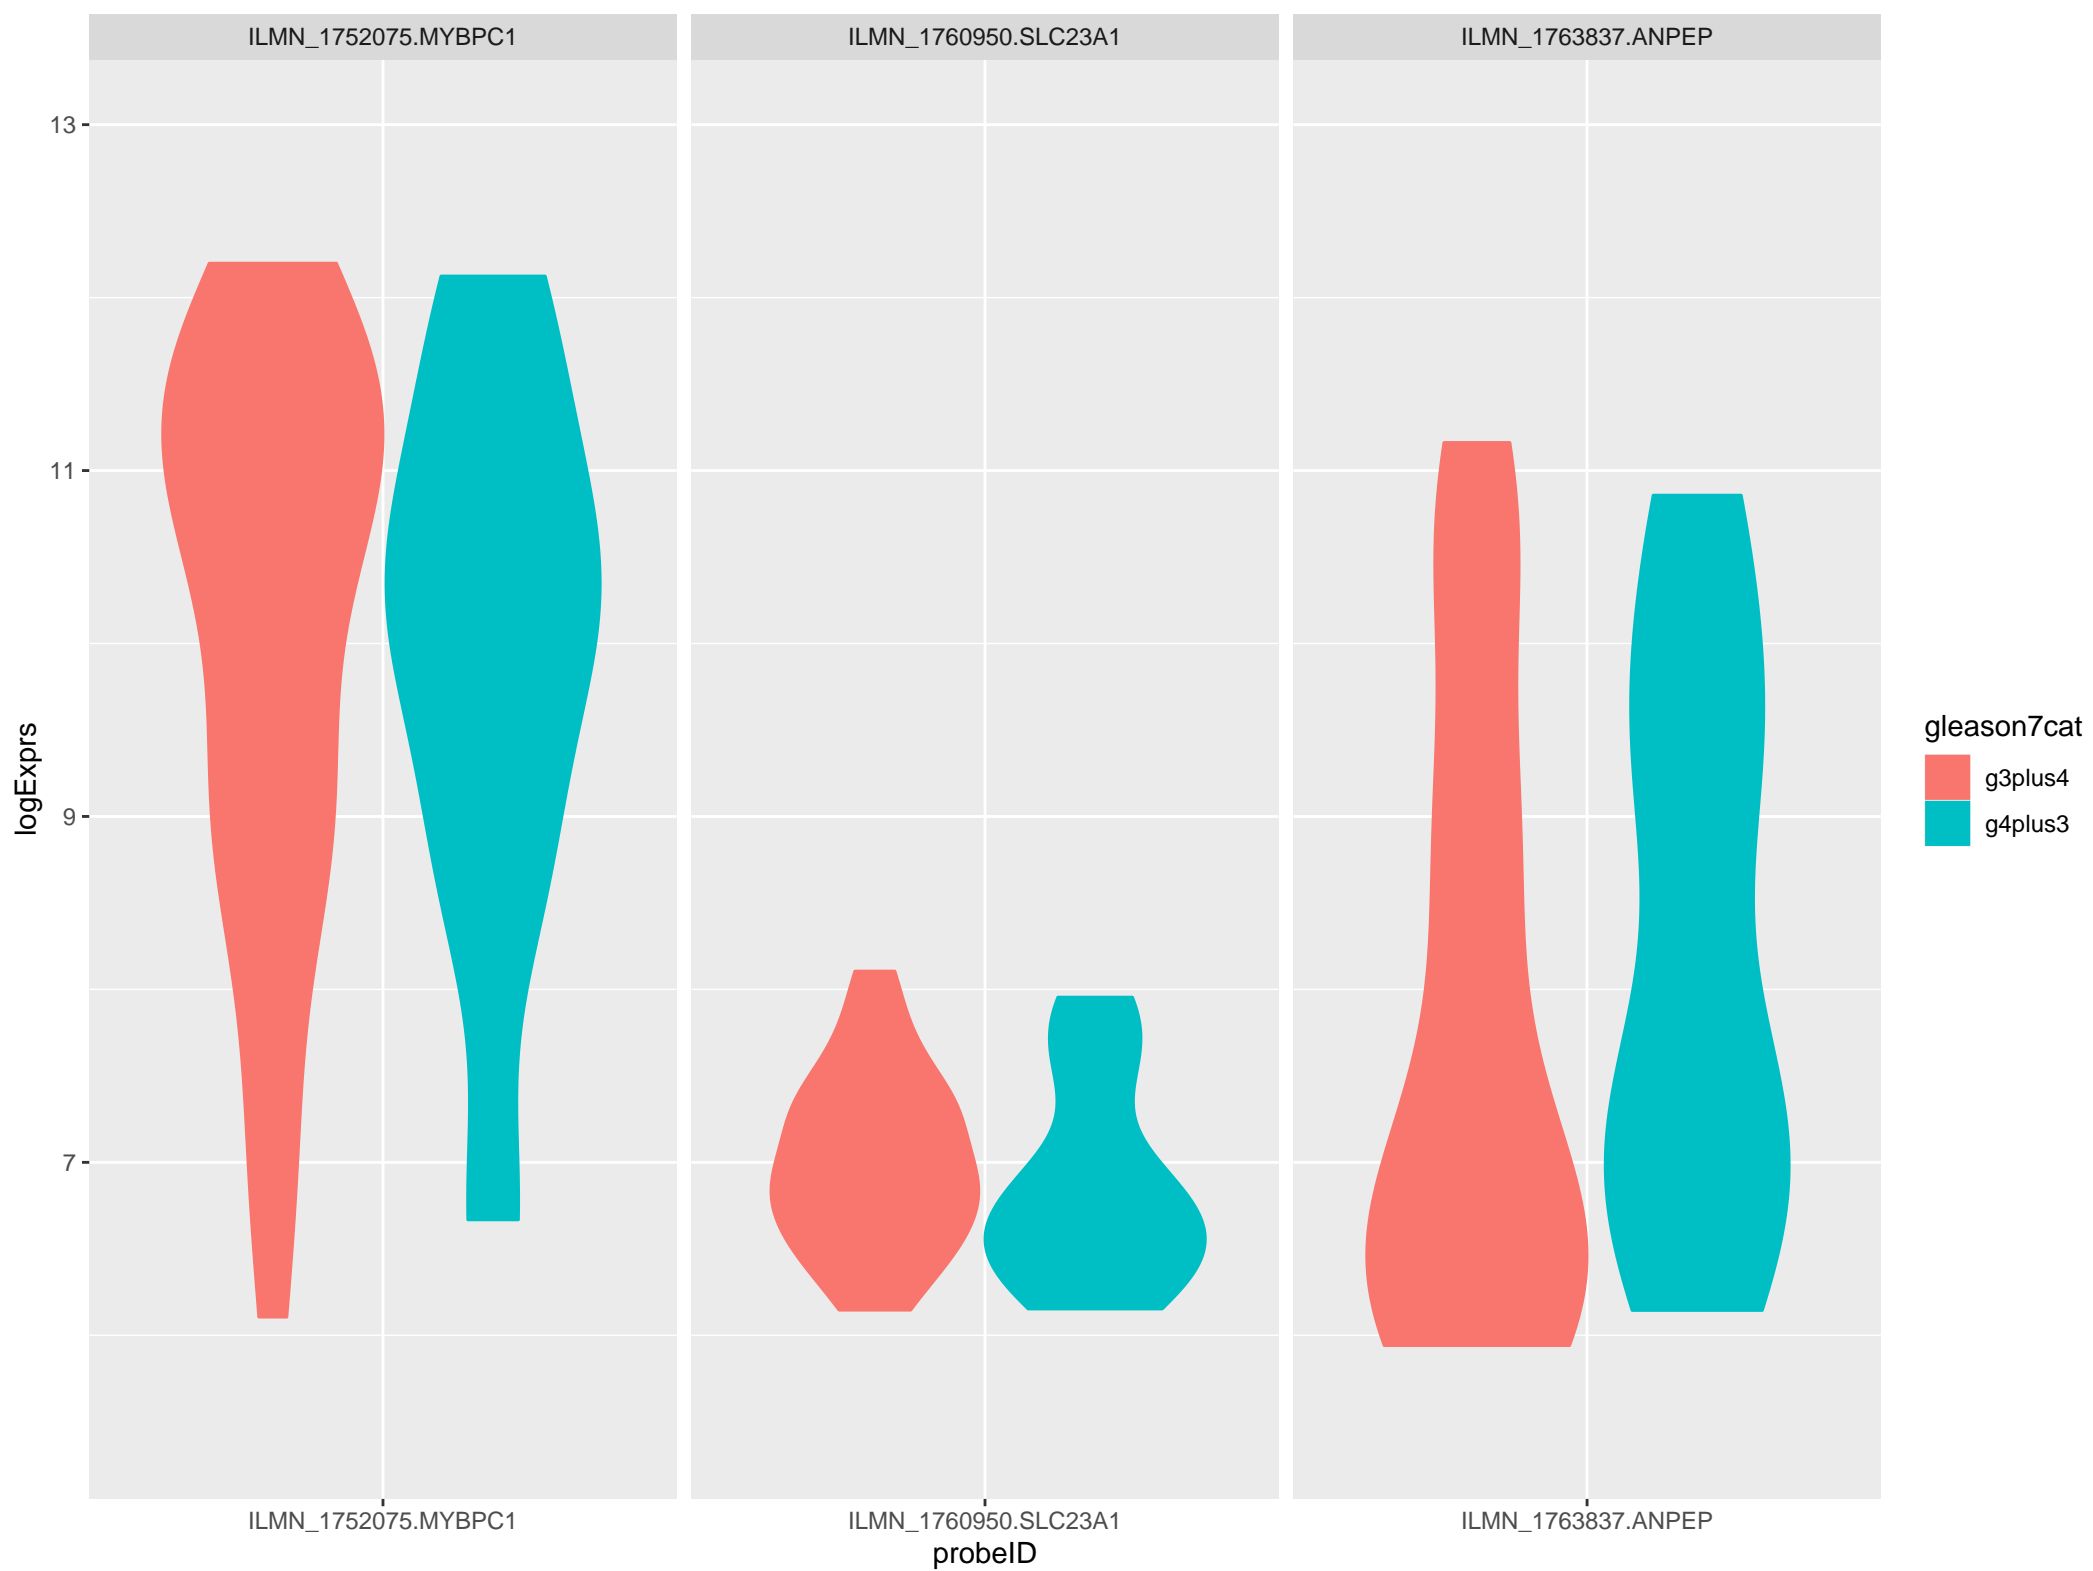 ILMN_1752075.MYBPC1
ILMN_1760950.SLC23A1
ILMN_1763837.ANPEP
13
11
9
7
logExprs
ILMN_1752075.MYBPC1
ILMN_1760950.SLC23A1
ILMN_1763837.ANPEP
probeID
gleason7cat
g3plus4
g4plus3